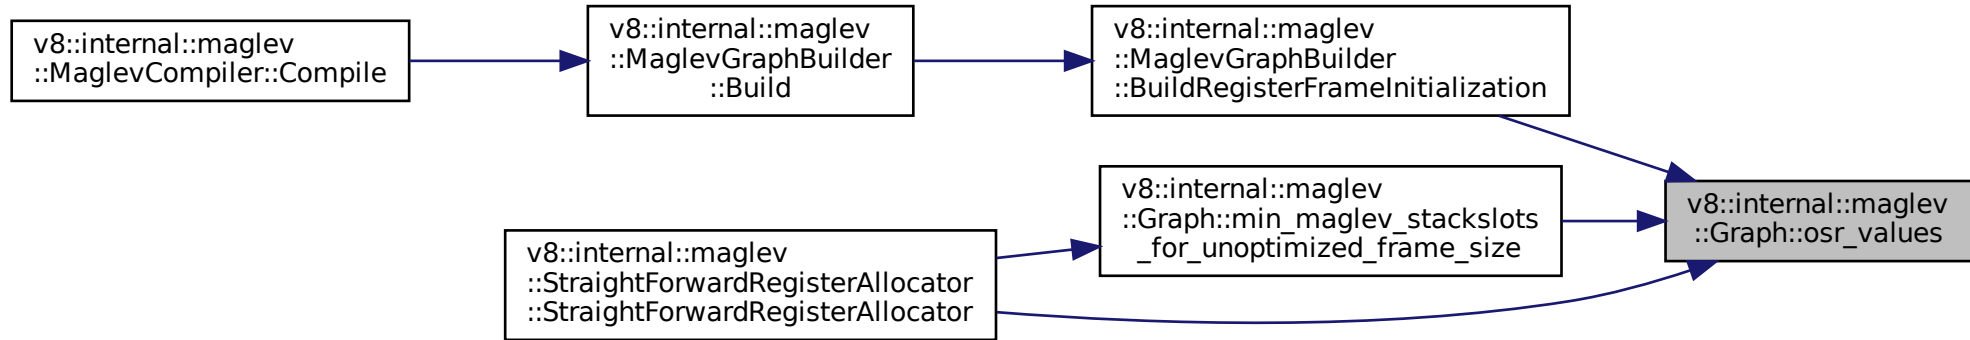 v8::internal::maglev
::MaglevCompiler::Compile
v8::internal::maglev
::MaglevGraphBuilder
::Build
v8::internal::maglev
::MaglevGraphBuilder
::BuildRegisterFrameInitialization
v8::internal::maglev
::Graph::min_maglev_stackslots
_for_unoptimized_frame_size
v8::internal::maglev
::Graph::osr_values
v8::internal::maglev
::StraightForwardRegisterAllocator
::StraightForwardRegisterAllocator